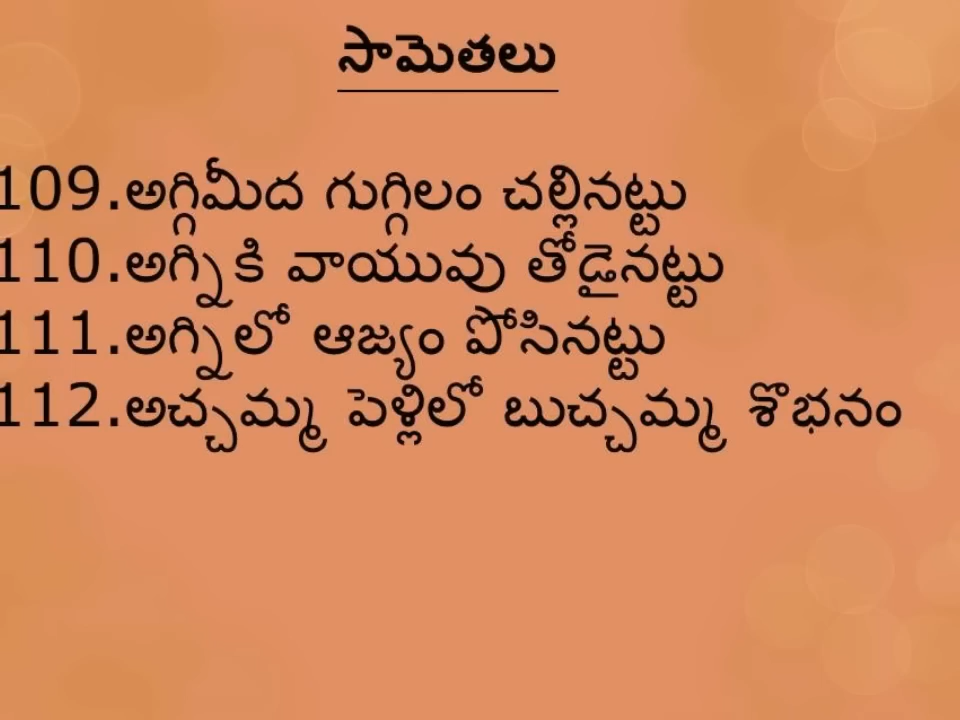 సామెతలు
109.అగ్గిమీద గుగ్గిలం చల్లినట్టు
110.అగ్నికి వాయువు తోడైనట్టు
111.అగ్నిలో ఆజ్యం పోసినట్టు
112.అచ్చమ్మ పెళ్లిలో బుచ్చమ్మ శొభనం